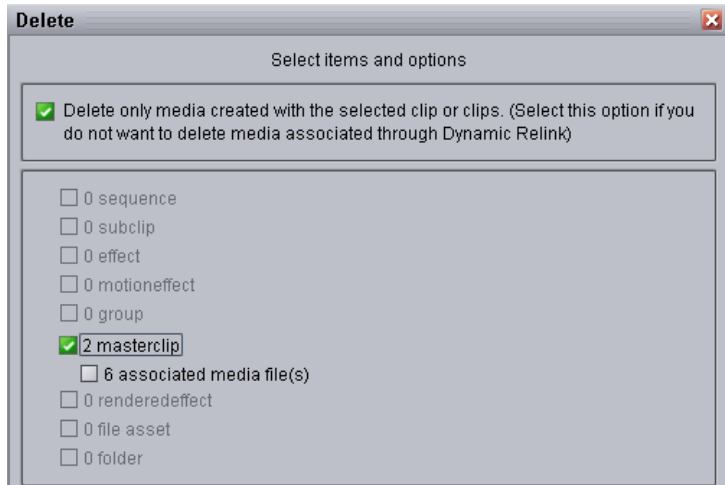 Delete
Select items and options
Delete only media created with the selected clip or clips. (Select this option if you
do not want to delete media associated through Dynamic Relink)
0 sequence
0 subclip
0 effect
0 motioneffect
0 group
2 masterclip
6 associated media file(s)
0 renderedeffect
0 file asset
0 folder